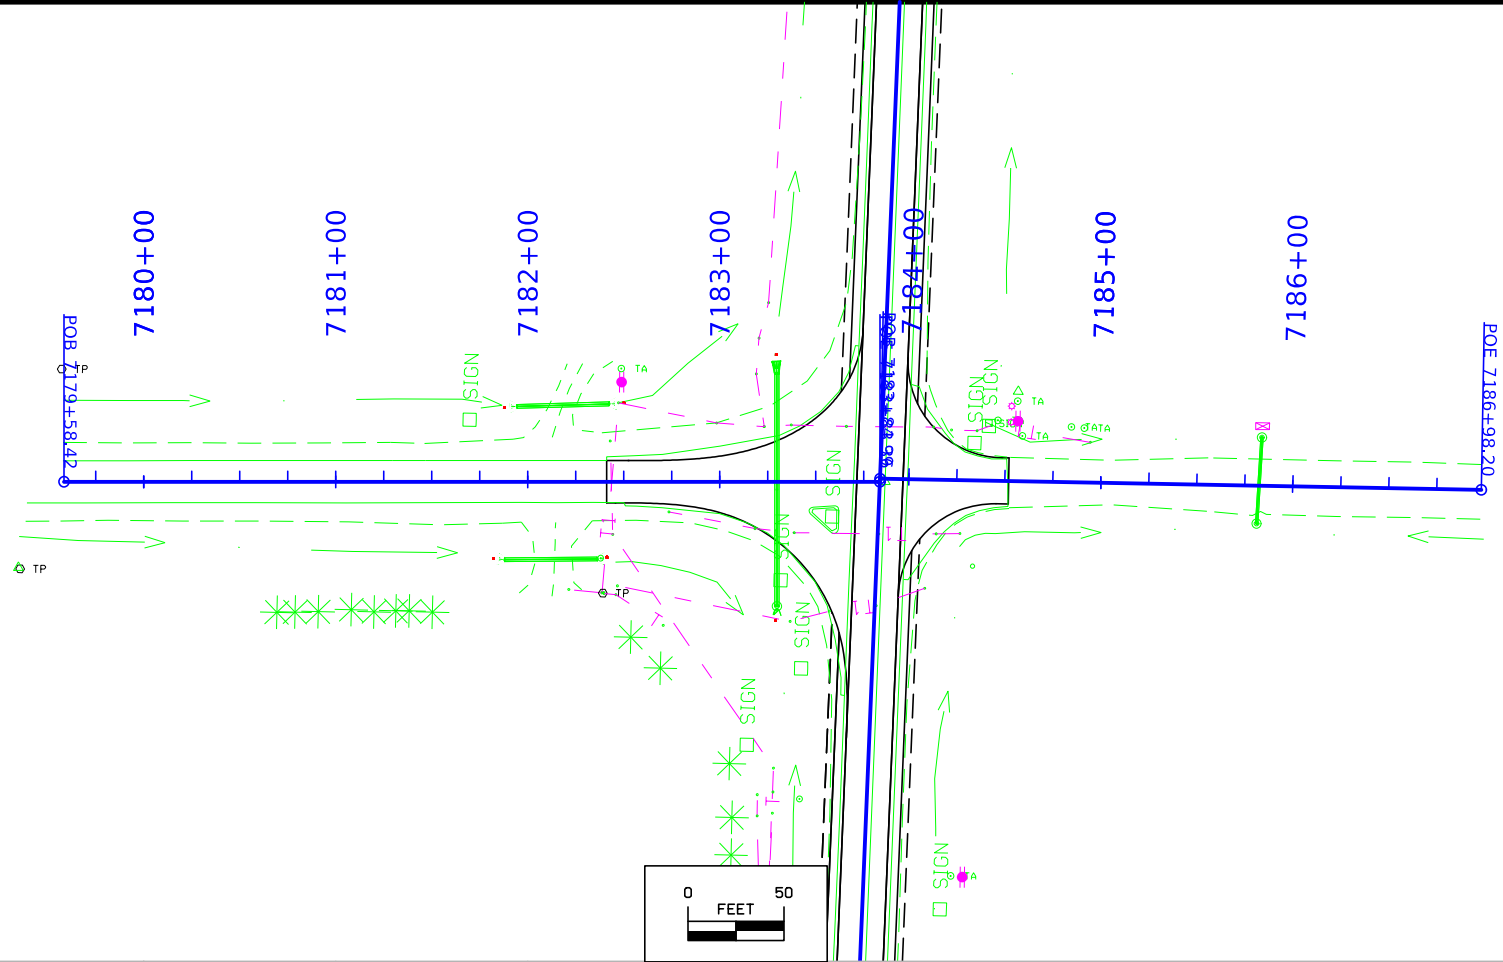 7180+00
7181+00
7182+00
7183+00
7184+00
7185+00
7186+00
POB 7179+58.42
POE 7186+98.20
TP
SIGN
TA
SIGN
SIGN
TA
TA
TATA
SIGN
SIGN
TP
TP
SIGN
SIGN
SIGN
TA
0 50
FEET